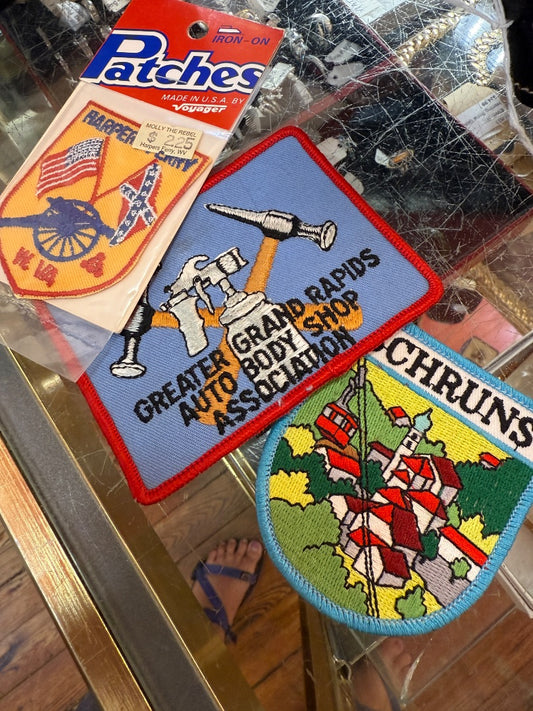 IRON-ON
Patches
MADE IN U.S.A. BY
Voyager
MOLLY THE REBEL
$ 2.25
Harpers Ferry, WV
HARPERS FERRY
W. VA.
GREATER GRAND RAPIDS
AUTO BODY SHOP
ASSOCIATION
CHRUNS